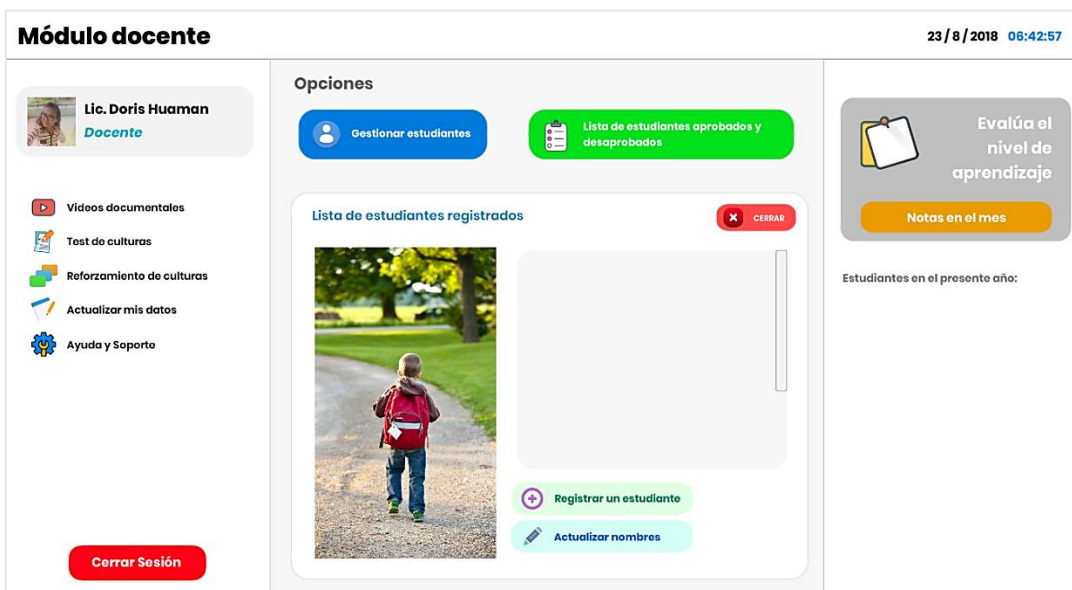 Módulo docente
23 / 8 / 2018 06:42:57
Lic. Doris Huaman
Docente
Videos documentales
Test de culturas
Reforzamiento de culturas
Actualizar mis datos
Ayuda y Soporte
Cerrar Sesión
Opciones
Gestionar estudiantes
Lista de estudiantes aprobados y
desaprobados
Lista de estudiantes registrados
CERRAR
Registrar un estudiante
Actualizar nombres
Evalúa el
nivel de
aprendizaje
Notas en el mes
Estudiantes en el presente año: